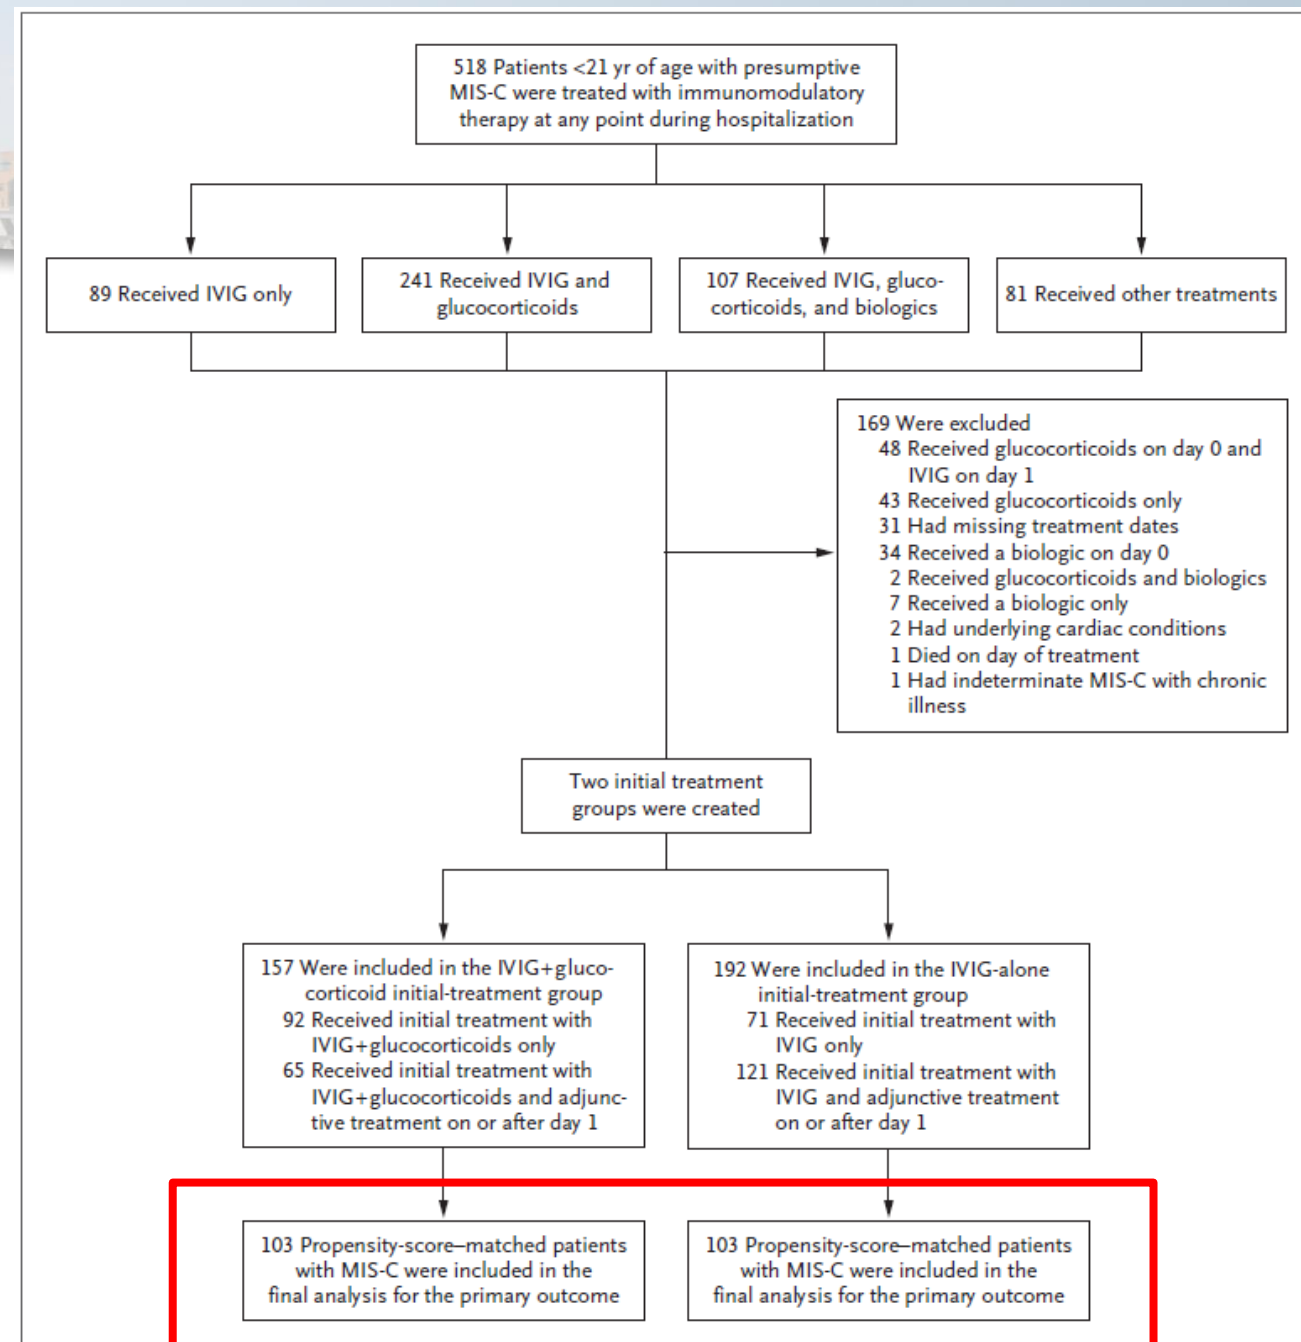 518 Patients <21 yr of age with presumptive
MIS-C were treated with immunomodulatory
therapy at any point during hospitalization
89 Received IVIG only
241 Received IVIG and
glucocorticoids
107 Received IVIG, gluco-
corticoids, and biologics
81 Received other treatments
169 Were excluded
48 Received glucocorticoids on day 0 and
IVIG on day 1
43 Received glucocorticoids only
31 Had missing treatment dates
34 Received a biologic on day 0
2 Received glucocorticoids and biologics
7 Received a biologic only
2 Had underlying cardiac conditions
1 Died on day of treatment
1 Had indeterminate MIS-C with chronic
illness
Two initial treatment
groups were created
157 Were included in the IVIG+gluco-
corticoid initial-treatment group
92 Received initial treatment with
IVIG+glucocorticoids only
65 Received initial treatment with
IVIG+glucocorticoids and adjunc-
tive treatment on or after day 1
192 Were included in the IVIG-alone
initial-treatment group
71 Received initial treatment with
IVIG only
121 Received initial treatment with
IVIG and adjunctive treatment
on or after day 1
103 Propensity-score–matched patients
with MIS-C were included in the
final analysis for the primary outcome
103 Propensity-score–matched patients
with MIS-C were included in the
final analysis for the primary outcome